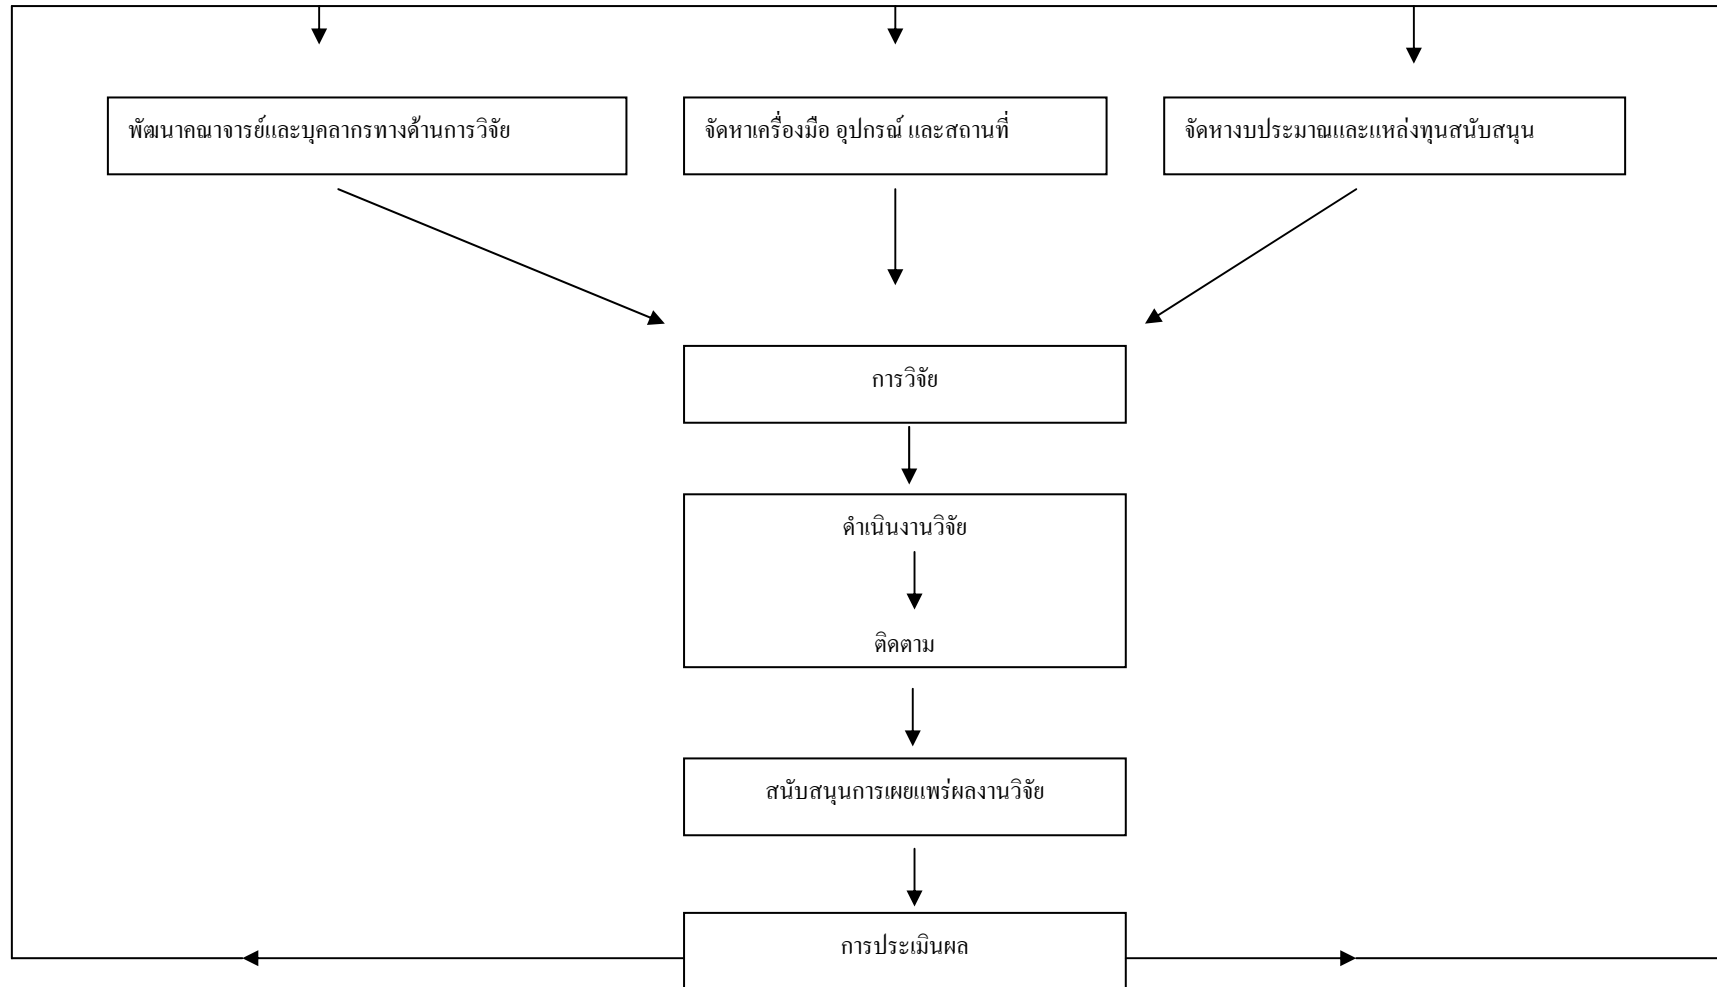 พัฒนาคณาจารย์และบุคลากรทางด้านการวิจัย
จัดหาเครื่องมือ อุปกรณ์ และสถานที่
จัดหางบประมาณและแหล่งทุนสนับสนุน
การวิจัย
ดำเนินงานวิจัย
ติดตาม
สนับสนุนการเผยแพร่ผลงานวิจัย
การประเมินผล